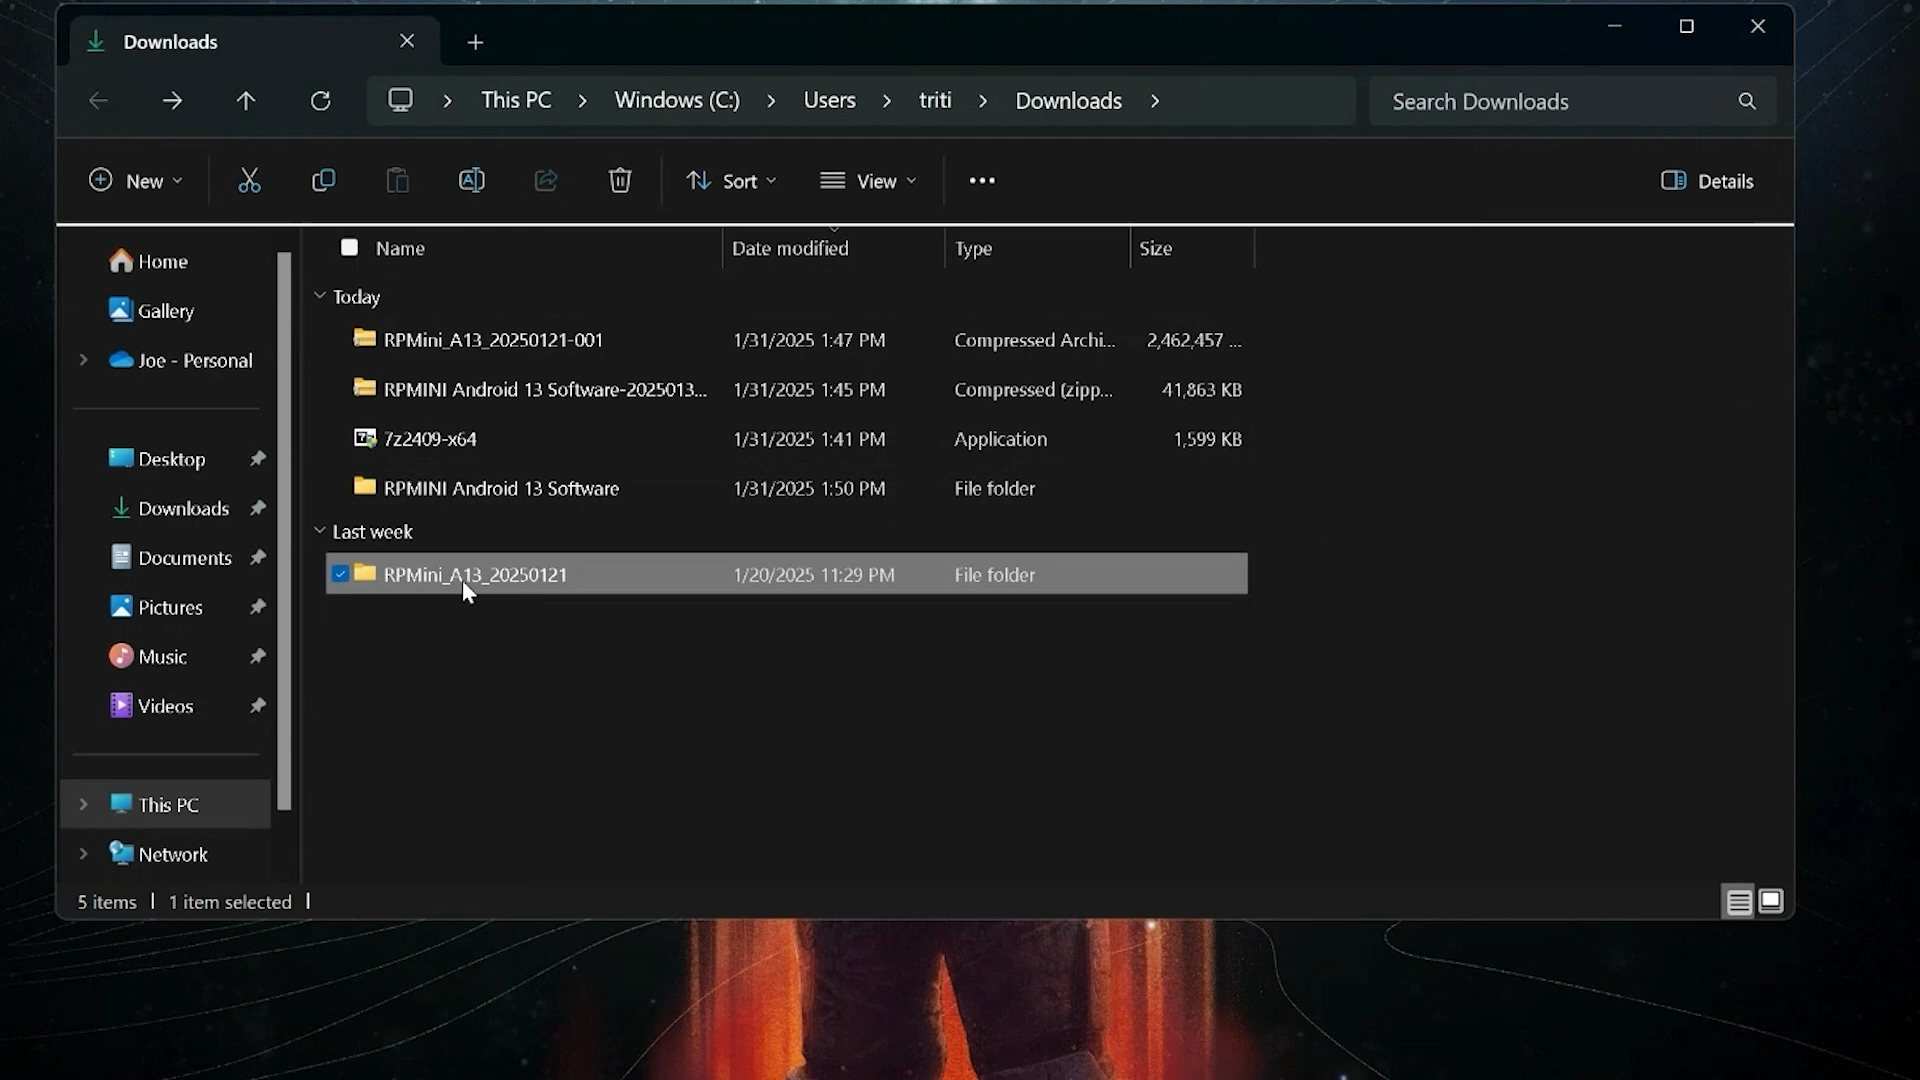 Downloads
This PC > Windows (C:) > Users > triti > Downloads >
Search Downloads
New
Sort
View
Details
Name Date modified Type Size
Home
Gallery
Joe - Personal
Desktop
Downloads
Documents
Pictures
Music
Videos
This PC
Network
Today
RPMini_A13_20250121-001 1/31/2025 1:47 PM Compressed Archi... 2,462,457 ...
RPMINI Android 13 Software-2025013... 1/31/2025 1:45 PM Compressed (zipp... 41,863 KB
7z2409-x64 1/31/2025 1:41 PM Application 1,599 KB
RPMINI Android 13 Software 1/31/2025 1:50 PM File folder
Last week
RPMini_A13_20250121 1/20/2025 11:29 PM File folder
5 items | 1 item selected |